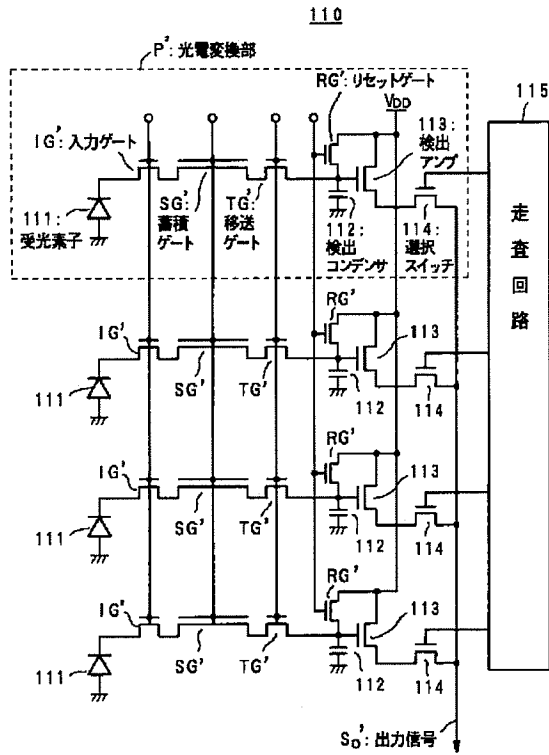 110
P': 光電変換部
RG': リセットゲート
VDD
115
IG': 入力ゲート
113:
検出
アンプ
111:
受光素子
SG':
蓄積
ゲート
TG':
移送
ゲート
112: 検出
コンデンサ
114: 選択
スイッチ
走査回路
RG'
IG'
113
111
SG'
TG'
112
114
RG'
IG'
113
111
SG'
TG'
112
114
RG'
IG'
113
111
SG'
TG'
112
114
So': 出力信号